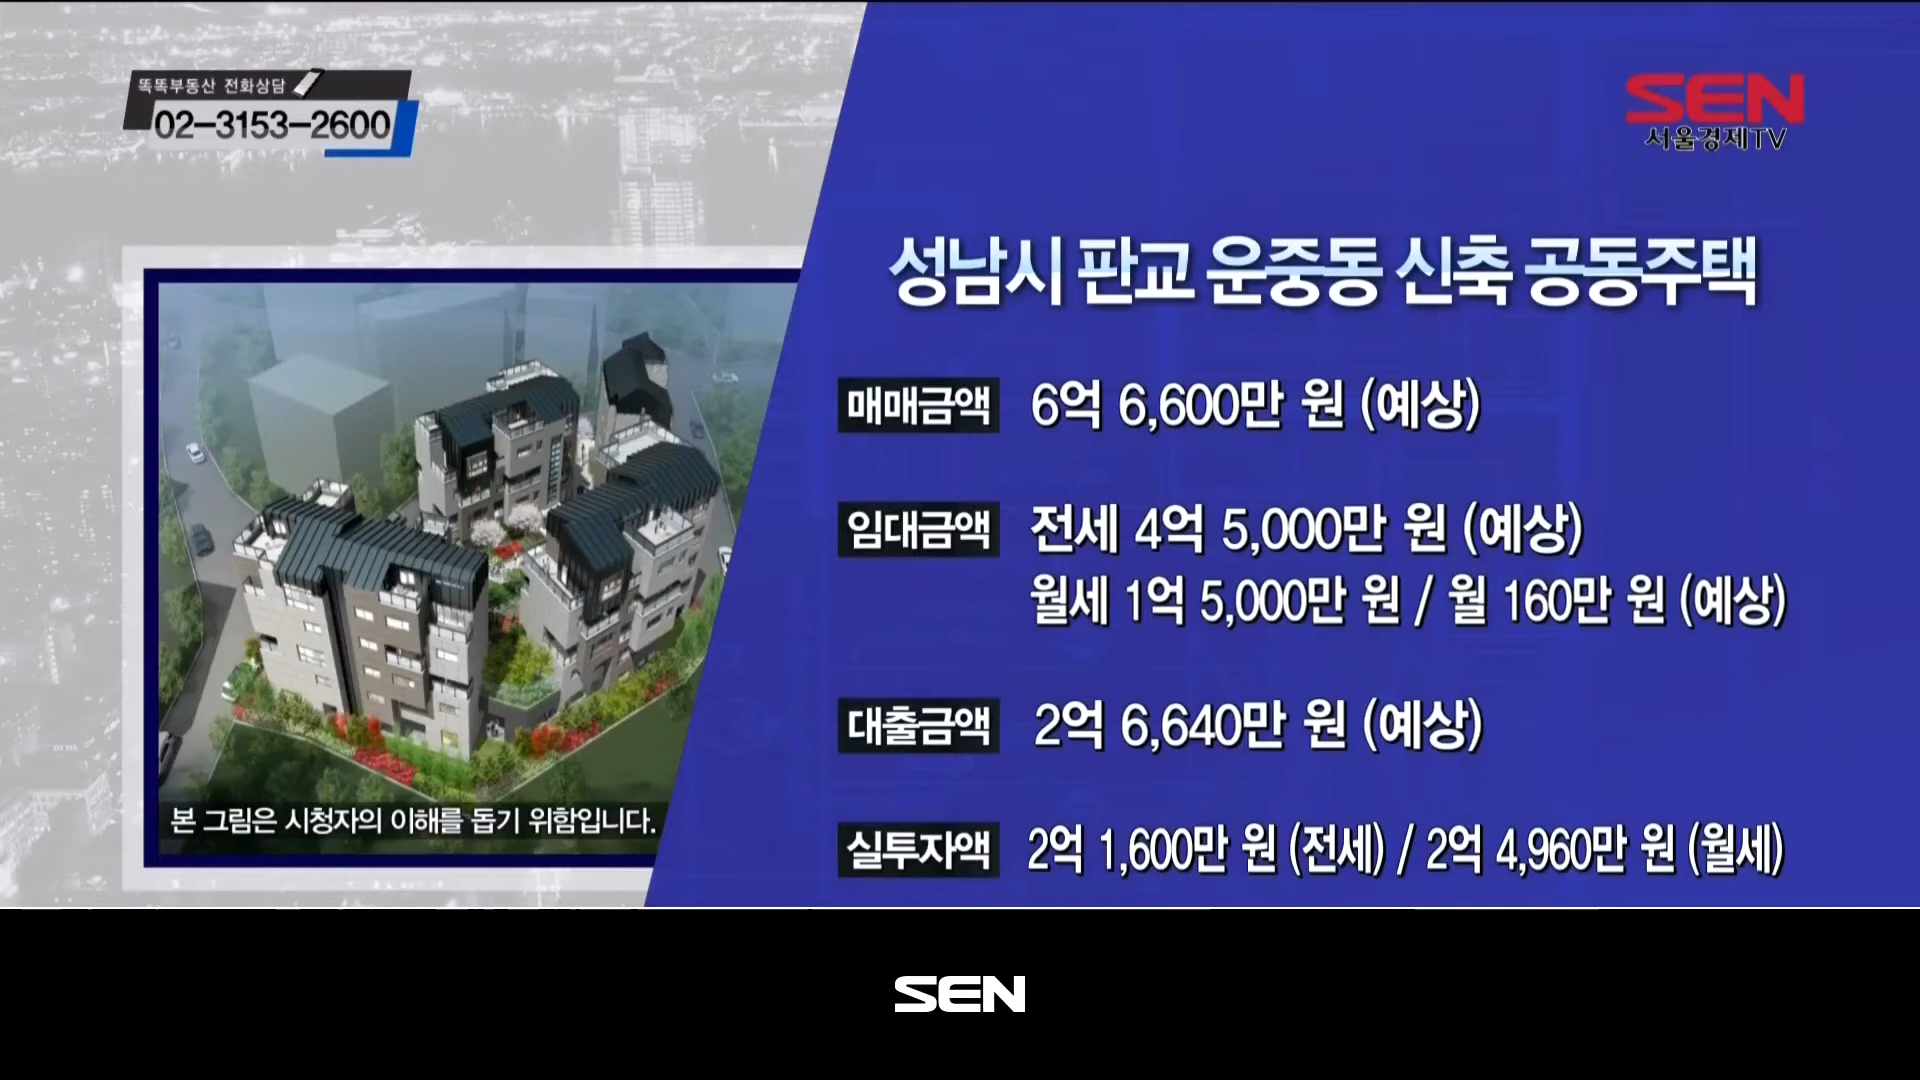 똑똑부동산 전화상담
02-3153-2600
SEN
서울경제TV
성남시 판교 운중동 신축 공동주택
매매금액 6억 6,600만 원 (예상)
임대금액 전세 4억 5,000만 원 (예상)
월세 1억 5,000만 원 / 월 160만 원 (예상)
대출금액 2억 6,640만 원 (예상)
실투자액 2억 1,600만 원 (전세) / 2억 4,960만 원 (월세)
본 그림은 시청자의 이해를 돕기 위함입니다.
SEN